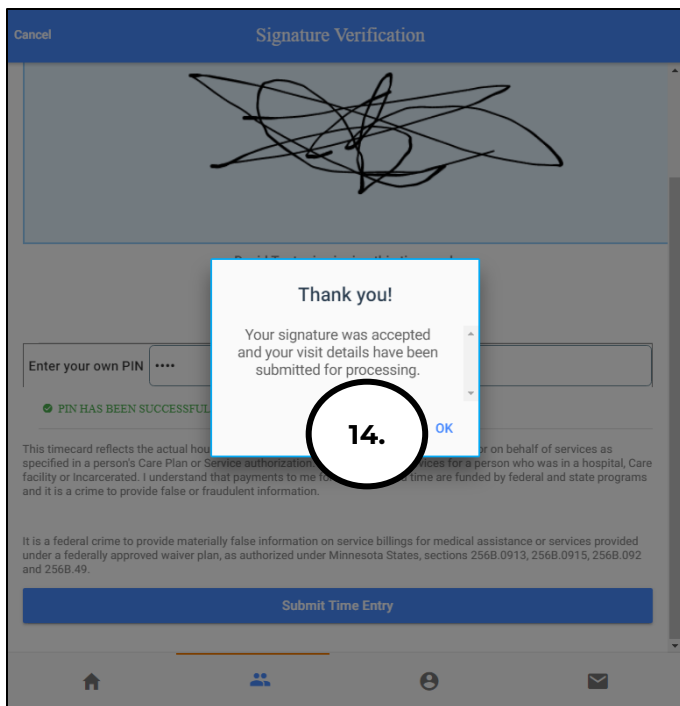 Cancel
Signature Verification
Thank you!
Your signature was accepted
and your visit details have been
submitted for processing.
Enter your own PIN ••••
PIN HAS BEEN SUCCESSFUL
14.
OK
This timecard reflects the actual hou or on behalf of services as
specified in a person's Care Plan or Service authorization. vices for a person who was in a hospital, Care
facility or Incarcerated. I understand that payments to me fo time are funded by federal and state programs
and it is a crime to provide false or fraudulent information.
It is a federal crime to provide materially false information on service billings for medical assistance or services provided
under a federally approved waiver plan, as authorized under Minnesota States, sections 256B.0913, 256B.0915, 256B.092
and 256B.49.
Submit Time Entry